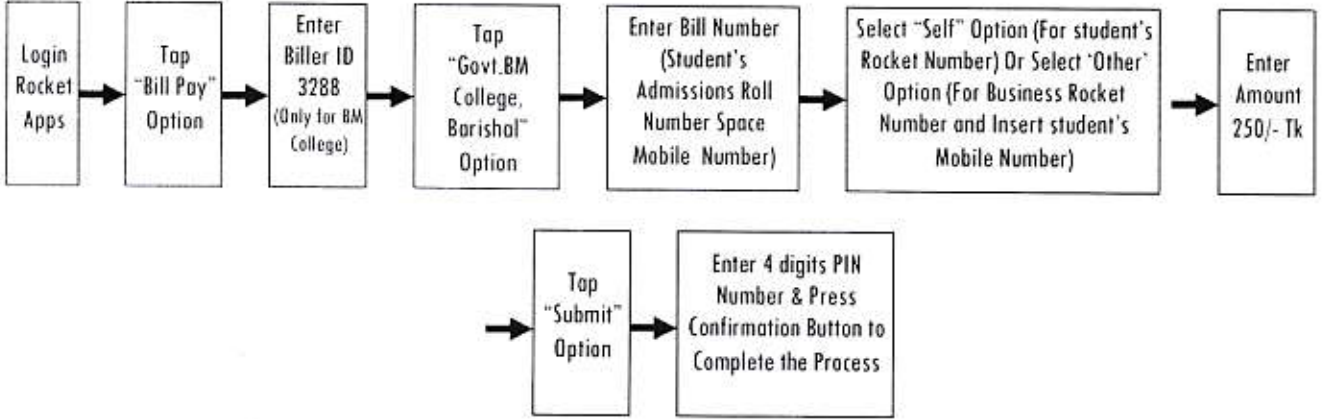 Login
Rocket
Apps
Tap
"Bill Pay"
Option
Enter
Biller ID
3288
(Only for BM
College)
Tap
"Govt.BM
College,
Barishal"
Option
Enter Bill Number
(Student's
Admissions Roll
Number Space
Mobile Number)
Select "Self" Option (For student's
Rocket Number) Or Select 'Other'
Option (For Business Rocket
Number and Insert student's
Mobile Number)
Enter
Amount
250/- Tk
Tap
"Submit"
Option
Enter 4 digits PIN
Number & Press
Confirmation Button to
Complete the Process